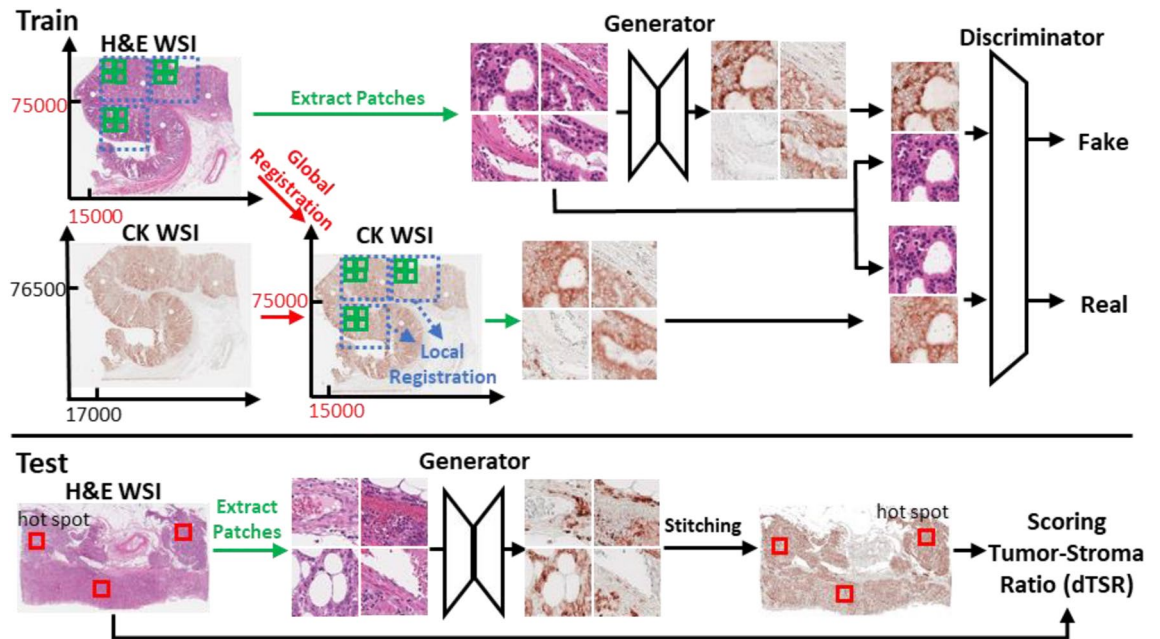 Train
H&E WSI
75000
15000
Extract Patches
Global
Registration
Generator
Discriminator
Fake
Real
CK WSI
76500
17000
CK WSI
75000
15000
Local
Registration
Test
H&E WSI
hot spot
Extract
Patches
Generator
Stitching
hot spot
Scoring
Tumor-Stroma
Ratio (dTSR)